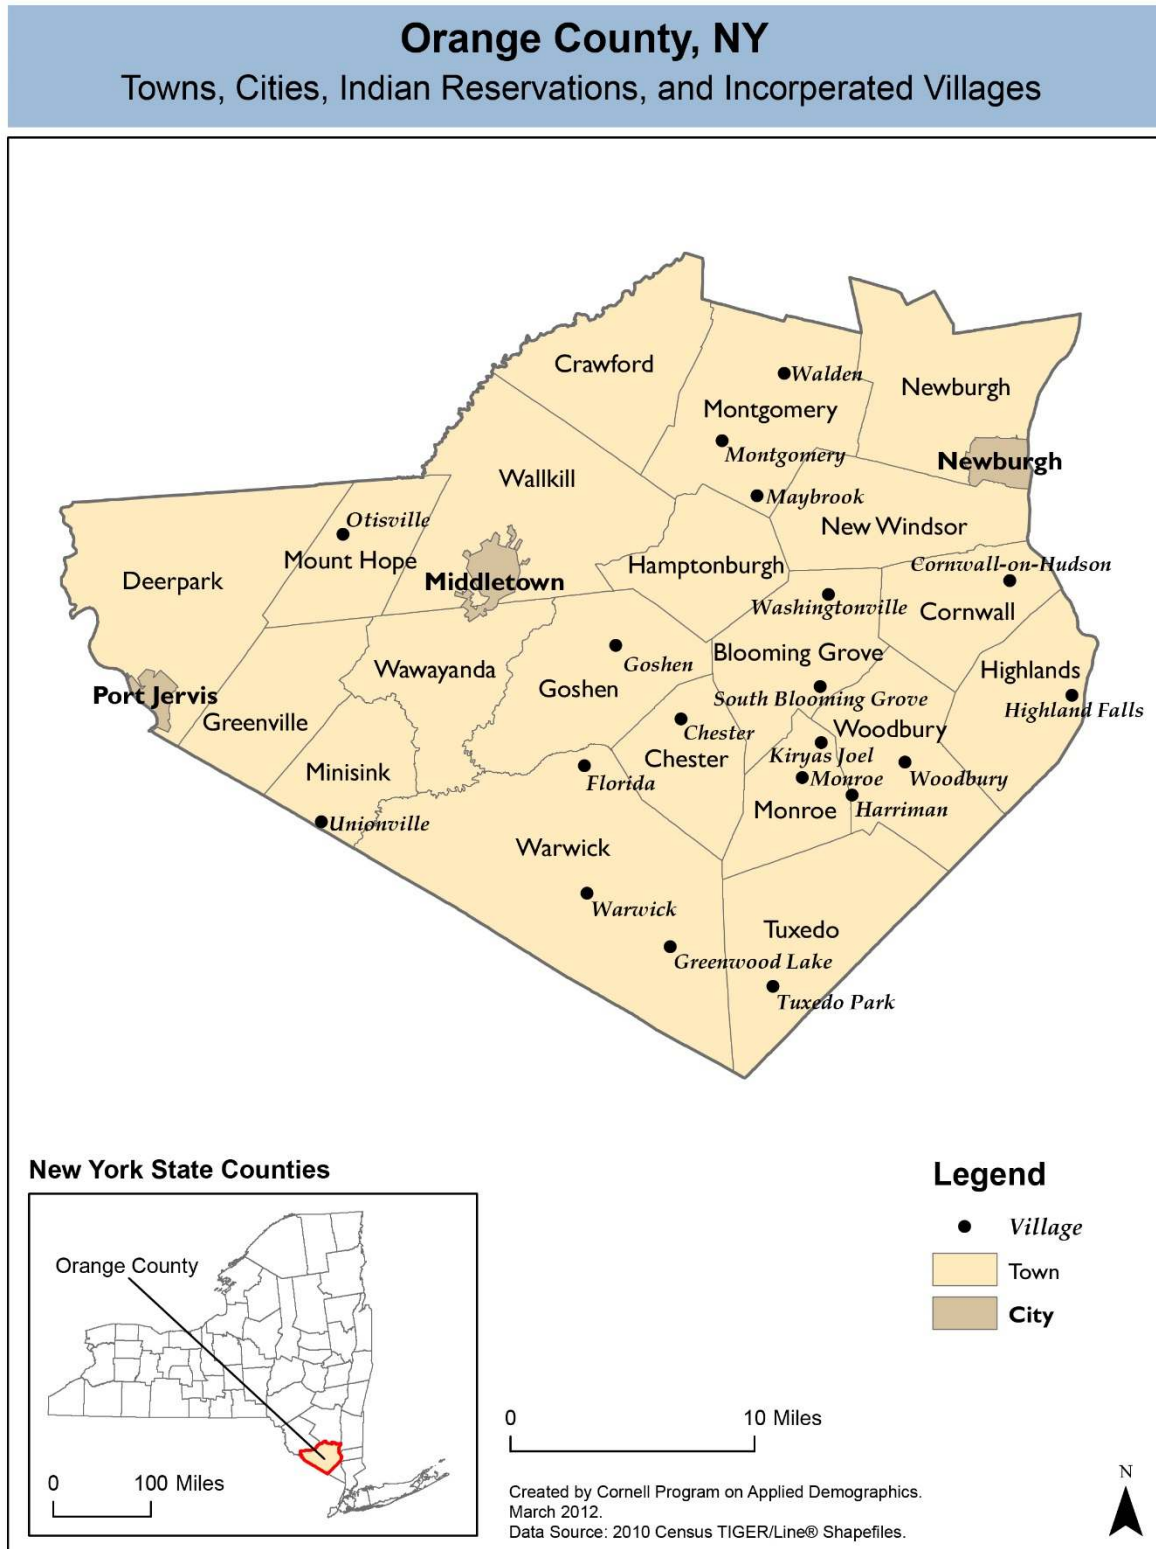 Orange County, NY
Towns, Cities, Indian Reservations, and Incorperated Villages
Crawford
Walden
Newburgh
Montgomery
Montgomery
Newburgh
Wallkill
Maybrook
Otisville
New Windsor
Mount Hope
Hamptonburgh
Cornwall-on-Hudson
Deerpark
Middletown
Washingtonville
Cornwall
Blooming Grove
Goshen
Wawayanda
Highlands
Goshen
Port Jervis
South Blooming Grove
Highland Falls
Greenville
Chester
Woodbury
Kiryas Joel
Chester
Minisink
Florida
Monroe
Woodbury
Monroe
Harriman
Unionville
Warwick
Warwick
Tuxedo
Greenwood Lake
Tuxedo Park
New York State Counties
Orange County
0 100 Miles
Legend
Village
Town
City
0 10 Miles
Created by Cornell Program on Applied Demographics.
March 2012.
Data Source: 2010 Census TIGER/Line® Shapefiles.
N